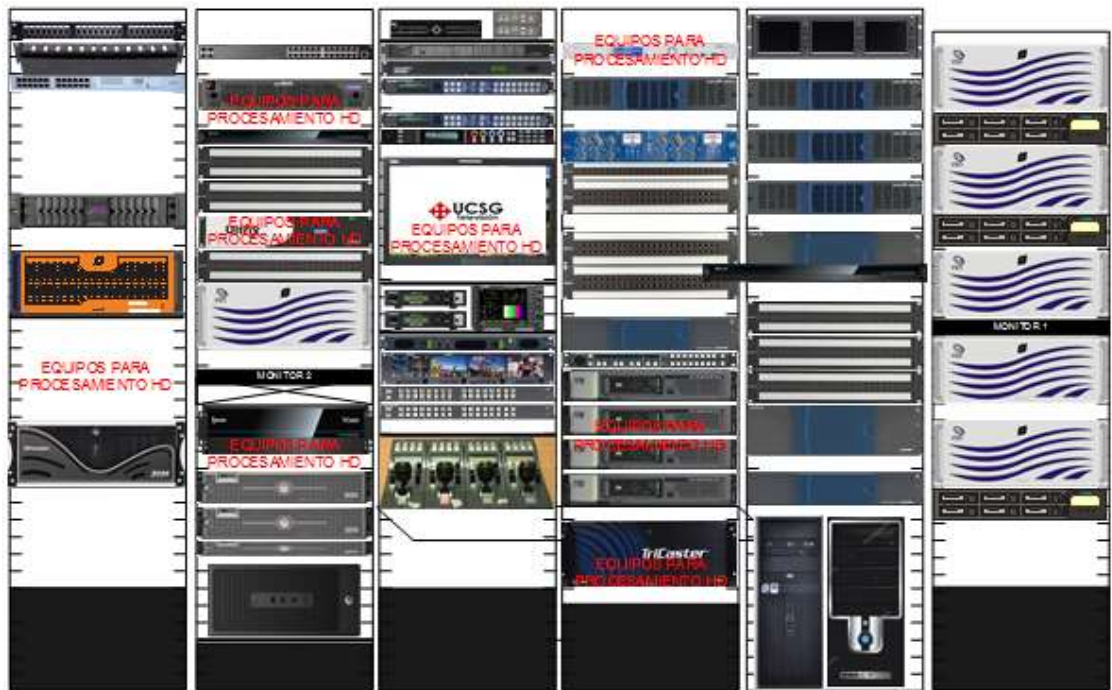 EQUIPOS PARA
PROCESAMIENTO HD
EQUIPOS PARA
PROCESAMIENTO HD
EQUIPOS PARA
PROCESAMIENTO HD
MONITOR 2
EQUIPOS PARA
PROCESAMIENTO HD
UCSG
televisión
EQUIPOS PARA
PROCESAMIENTO HD
EQUIPOS PARA
PROCESAMIENTO HD
EQUIPOS PARA
PROCESAMIENTO HD
TriCaster
EQUIPOS PARA
PROCESAMIENTO HD
MONITOR 1